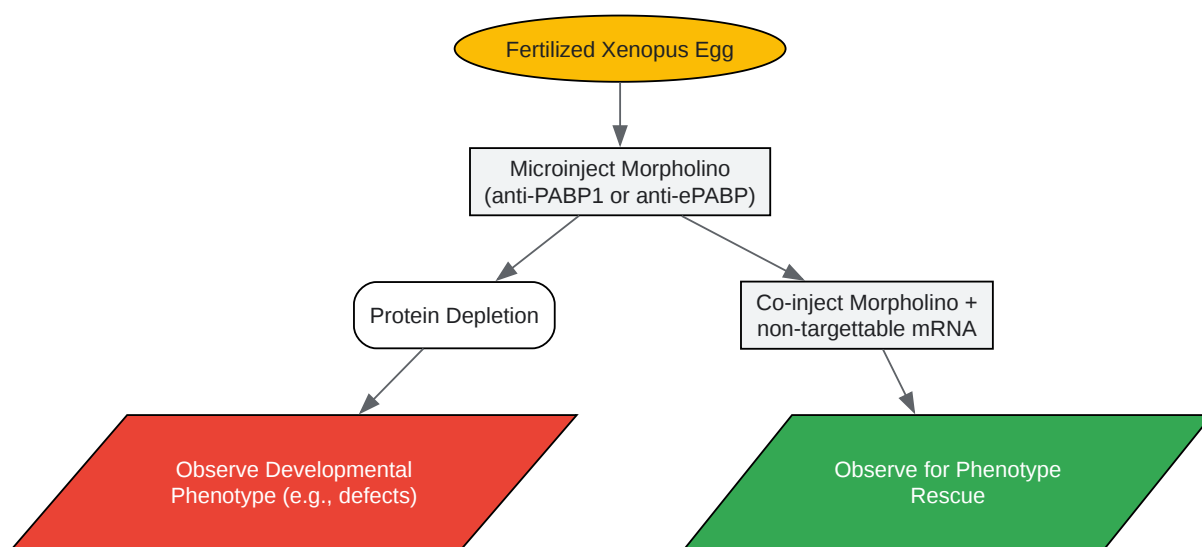 Fertilized Xenopus Egg
Microinject Morpholino
(anti-PABP1 or anti-ePABP)
Protein Depletion
Co-inject Morpholino +
non-targettable mRNA
Observe Developmental
Phenotype (e.g., defects)
Observe for Phenotype
Rescue